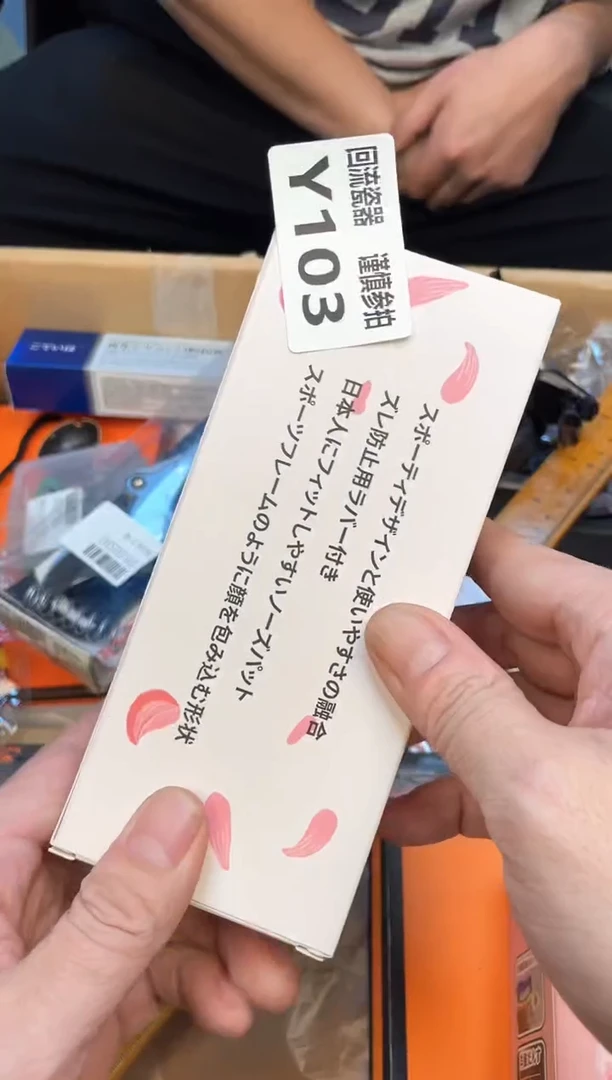 回流瓷器 谨慎参拍
Y103
スポーティデザインと使いやすさの融合
ズレ防止用ラバー付き
日本人にフィットしやすいノーズパット
スポーツフレームのように顔を包み込む形状